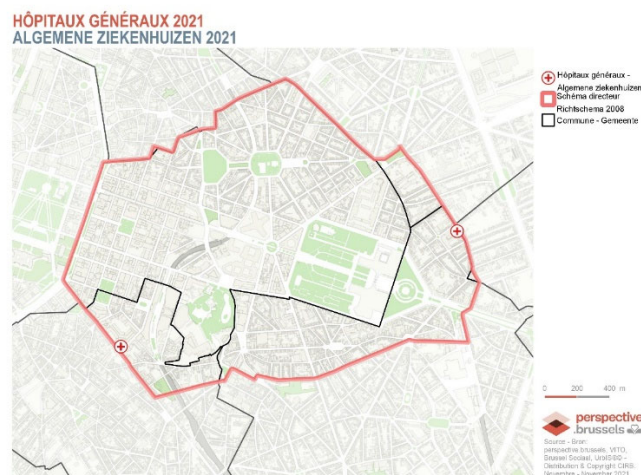 HÔPITAUX GÉNÉRAUX 2021
ALGEMENE ZIEKENHUIZEN 2021
Hôpitaux généraux -
Algemene ziekenhuizen
Schéma directeur
Richtschema 2008
Commune - Gemeente
0 200 400 m
perspective
.brussels
Source - Bron:
perspective.brussels, VITO,
Brussel Sociaal, UrbIS®© -
Distribution & Copyright CIRB
Novembre - November 2021